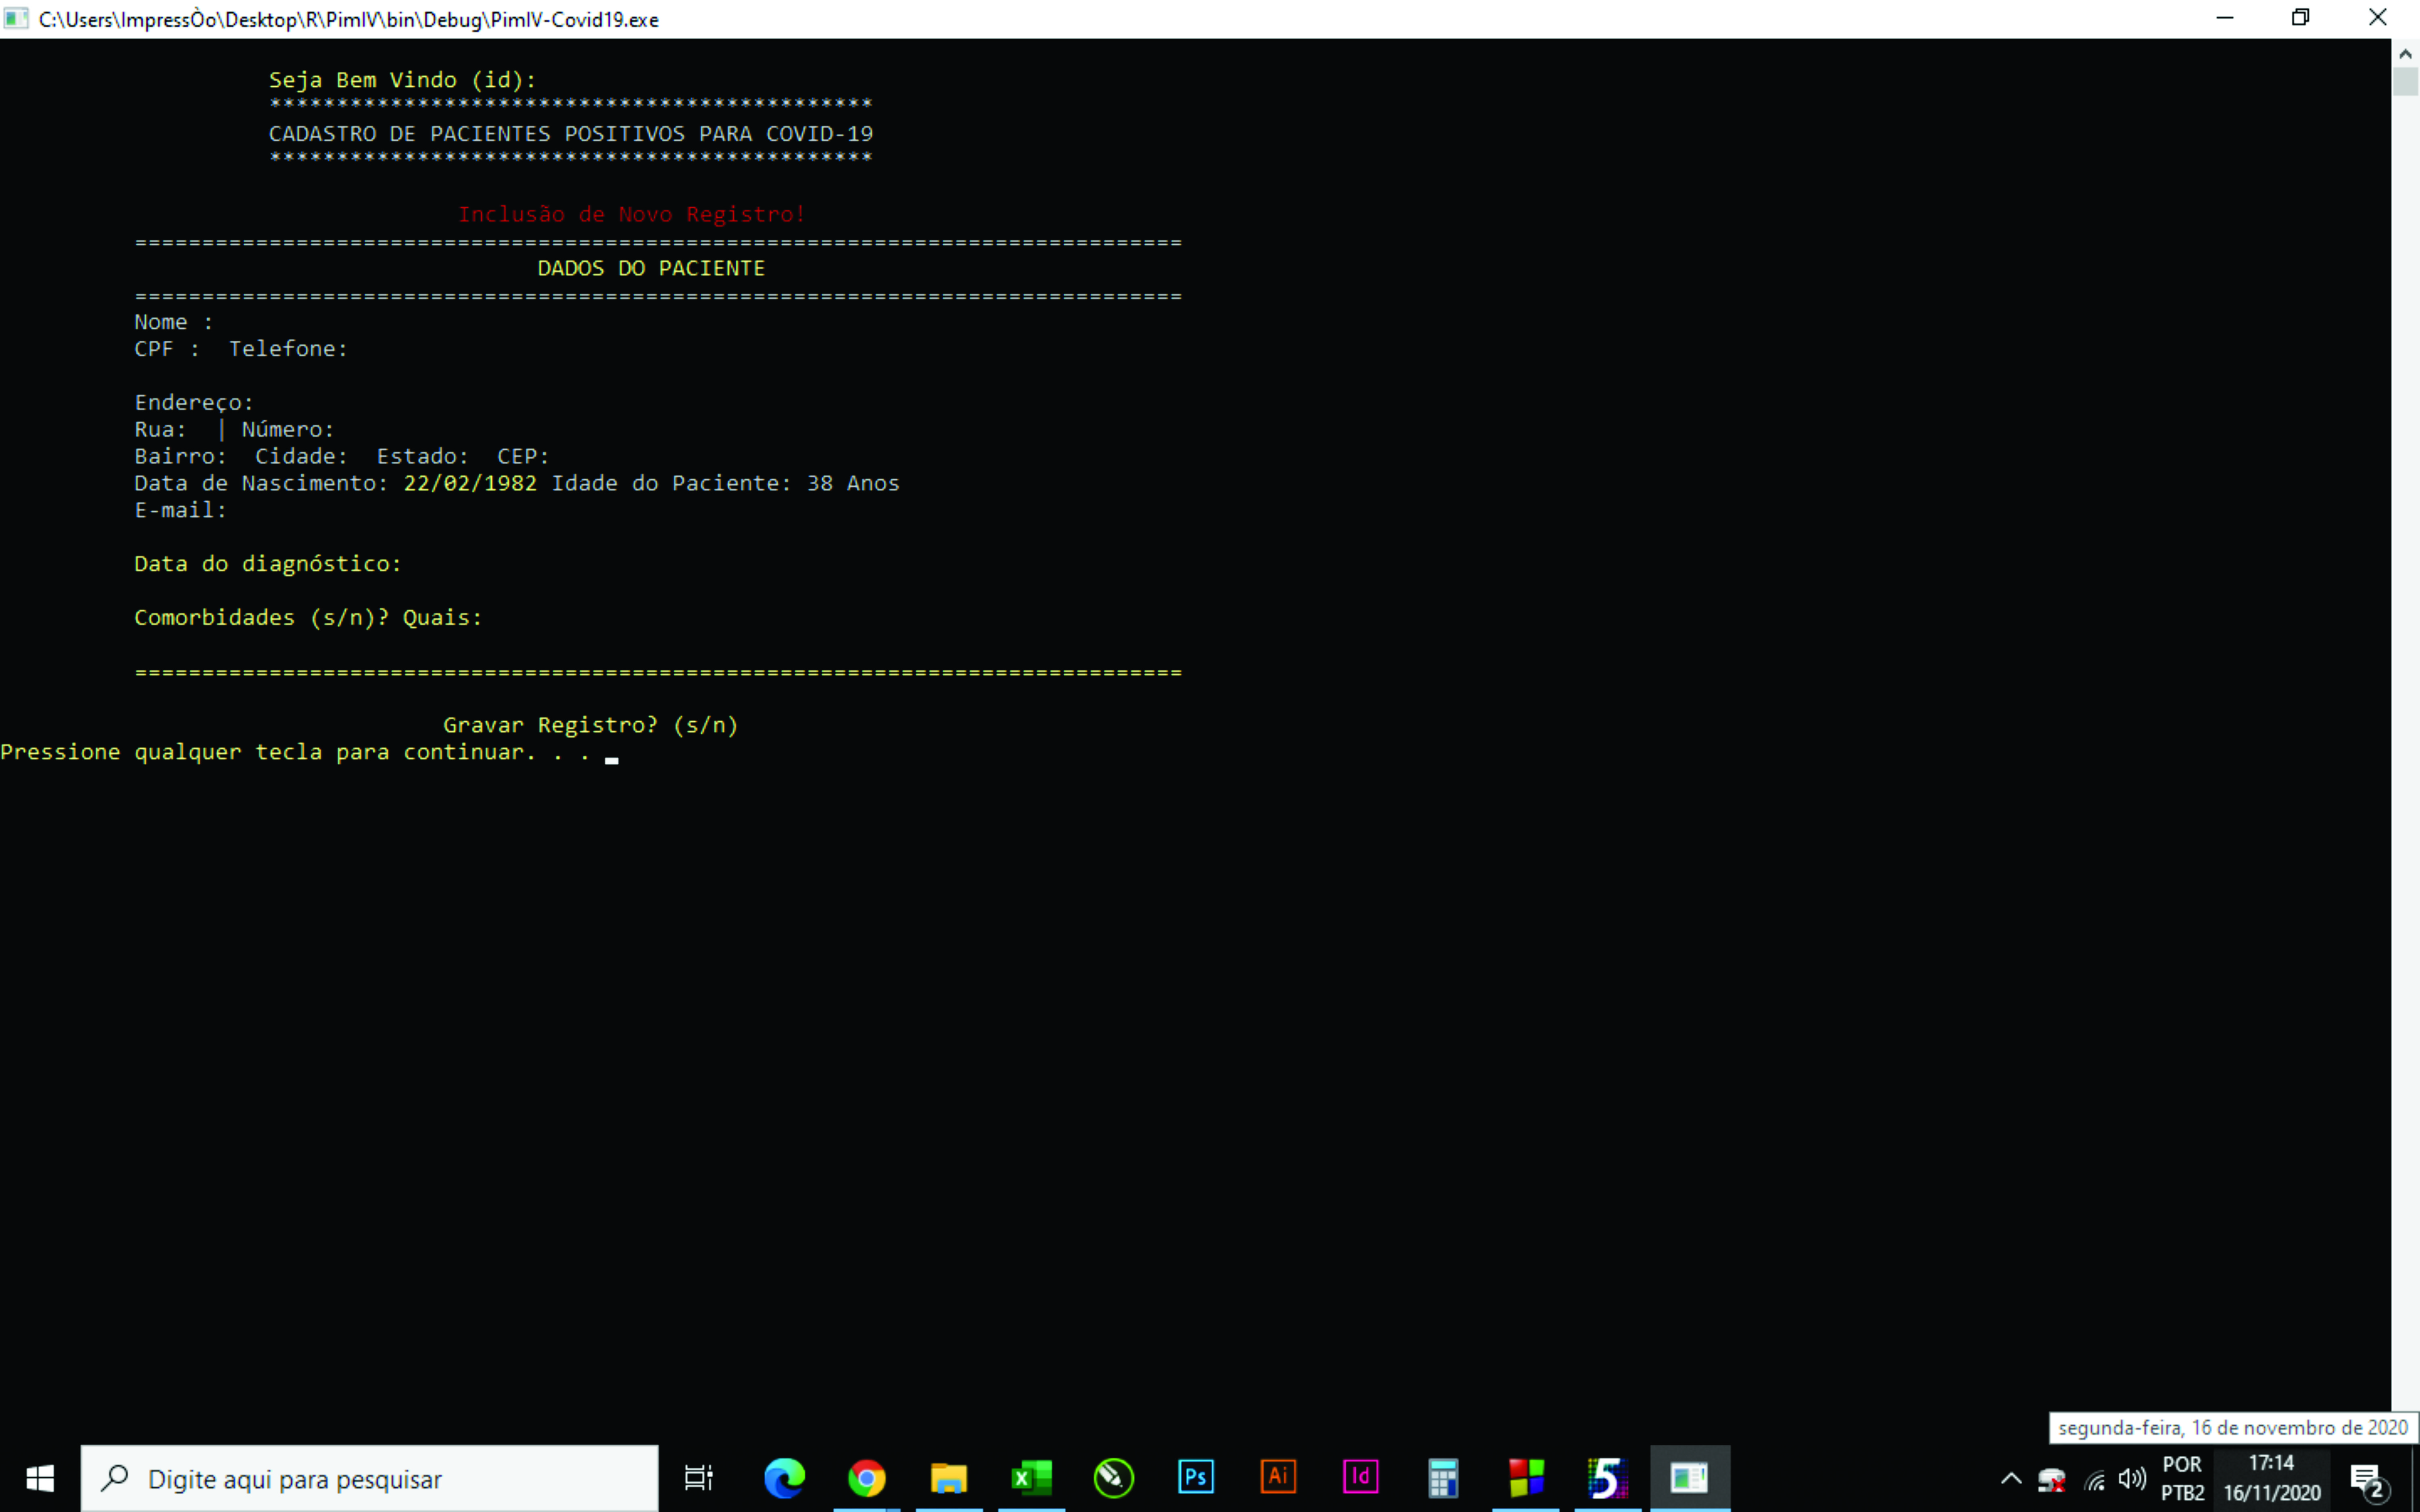 C:\Users\ImpressÒo\Desktop\R\PimIV\bin\Debug\PimIV-Covid19.exe
Seja Bem Vindo (id):
*********************************************
CADASTRO DE PACIENTES POSITIVOS PARA COVID-19
*********************************************
Inclusão de Novo Registro!
==============================================================================
DADOS DO PACIENTE
==============================================================================
Nome :
CPF :  Telefone:
Endereço:
Rua:  | Número:
Bairro:  Cidade:  Estado:  CEP:
Data de Nascimento: 22/02/1982 Idade do Paciente: 38 Anos
E-mail:
Data do diagnóstico:
Comorbidades (s/n)? Quais:
==============================================================================
Gravar Registro? (s/n)
Pressione qualquer tecla para continuar. . .
segunda-feira, 16 de novembro de 2020
Digite aqui para pesquisar
Ps
Ai
Id
5
POR
PTB2
17:14
16/11/2020
2